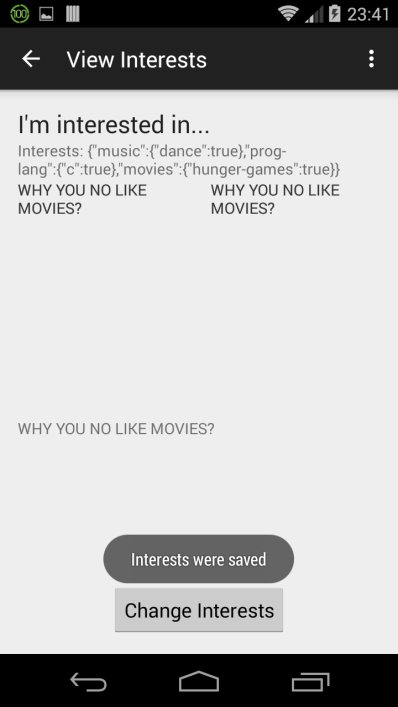 100 23:41
View Interests
I'm interested in...
Interests: {"music":{"dance":true},"prog-
lang":{"c":true},"movies":{"hunger-games":true}}
WHY YOU NO LIKE MOVIES?
WHY YOU NO LIKE MOVIES?
WHY YOU NO LIKE MOVIES?
Interests were saved
Change Interests